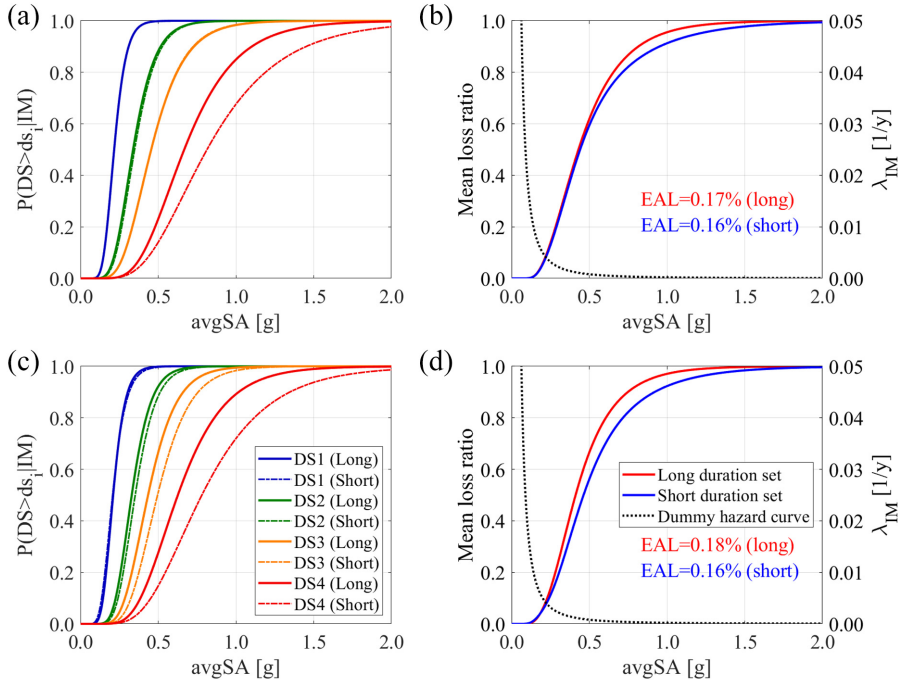 (a)
1.0
0.8
0.6
0.4
0.2
0.0
P(DS>ds_i|IM)
0.0 0.5 1.0 1.5 2.0
avgSA [g]
(b)
1.0
0.8
0.6
0.4
0.2
0.0
Mean loss ratio
EAL=0.17% (long)
EAL=0.16% (short)
0.05
0.04
0.03
0.02
0.01
0.00
λ_IM [1/y]
0.0 0.5 1.0 1.5 2.0
avgSA [g]
(c)
1.0
0.8
0.6
0.4
0.2
0.0
P(DS>ds_i|IM)
DS1 (Long)
DS1 (Short)
DS2 (Long)
DS2 (Short)
DS3 (Long)
DS3 (Short)
DS4 (Long)
DS4 (Short)
0.0 0.5 1.0 1.5 2.0
avgSA [g]
(d)
1.0
0.8
0.6
0.4
0.2
0.0
Mean loss ratio
Long duration set
Short duration set
Dummy hazard curve
EAL=0.18% (long)
EAL=0.16% (short)
0.05
0.04
0.03
0.02
0.01
0.00
λ_IM [1/y]
0.0 0.5 1.0 1.5 2.0
avgSA [g]